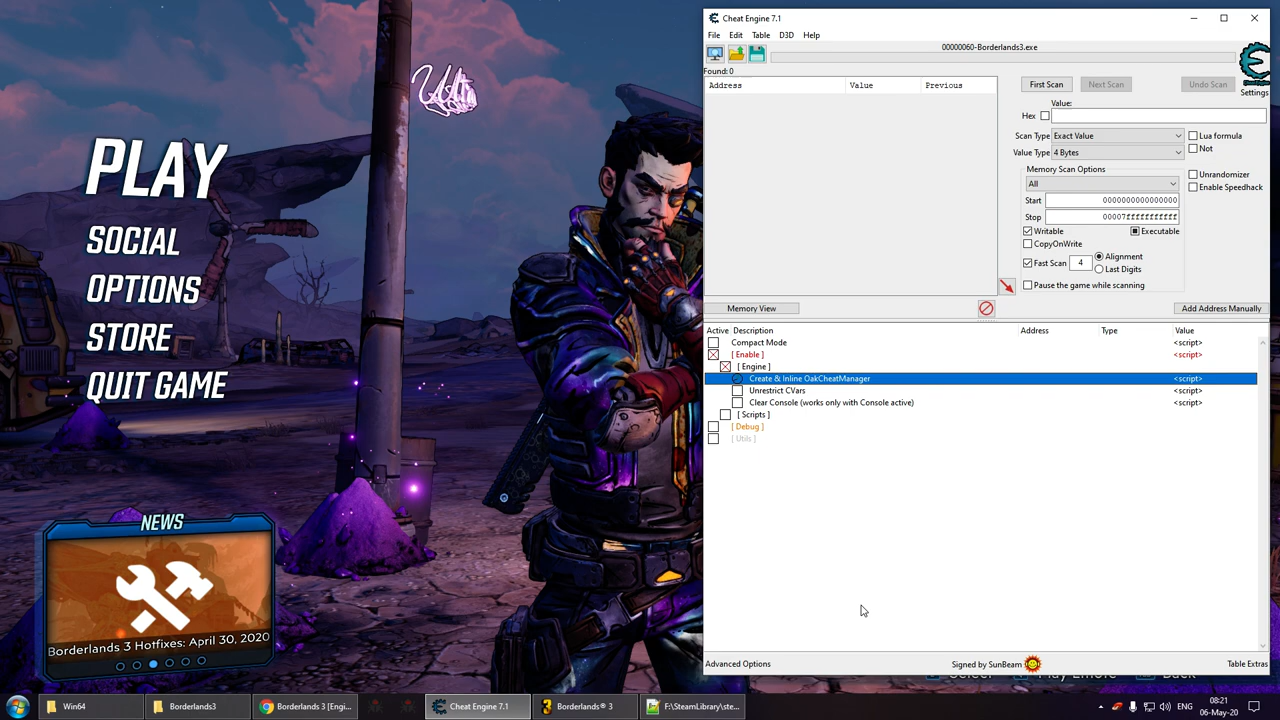 PLAY
SOCIAL
OPTIONS
STORE
QUIT GAME
NEWS
Borderlands 3 Hotfixes: April 30, 2020
Cheat Engine 7.1
File Edit Table D3D Help
00000060-Borderlands3.exe
Found: 0
Address Value Previous
First Scan Next Scan Undo Scan
Settings
Value:
Hex
Scan Type Exact Value
Lua formula
Not
Value Type 4 Bytes
Memory Scan Options
All
Unrandomizer
Enable Speedhack
Start 0000000000000000
Stop 00007fffffffffff
Writable Executable
CopyOnWrite
Fast Scan 4 Alignment
Last Digits
Pause the game while scanning
Memory View
Add Address Manually
Active Description Address Type Value
Compact Mode <script>
[ Enable ] <script>
[ Engine ]
Create & Inline OakCheatManager <script>
Unrestrict CVars <script>
Clear Console (works only with Console active) <script>
[ Scripts ]
[ Debug ]
[ Utils ]
Advanced Options Signed by SunBeam Table Extras
Back
Win64
Borderlands3
Borderlands 3 [Engi...
Cheat Engine 7.1
Borderlands® 3
F:\SteamLibrary\ste...
ENG
08:21
06-May-20